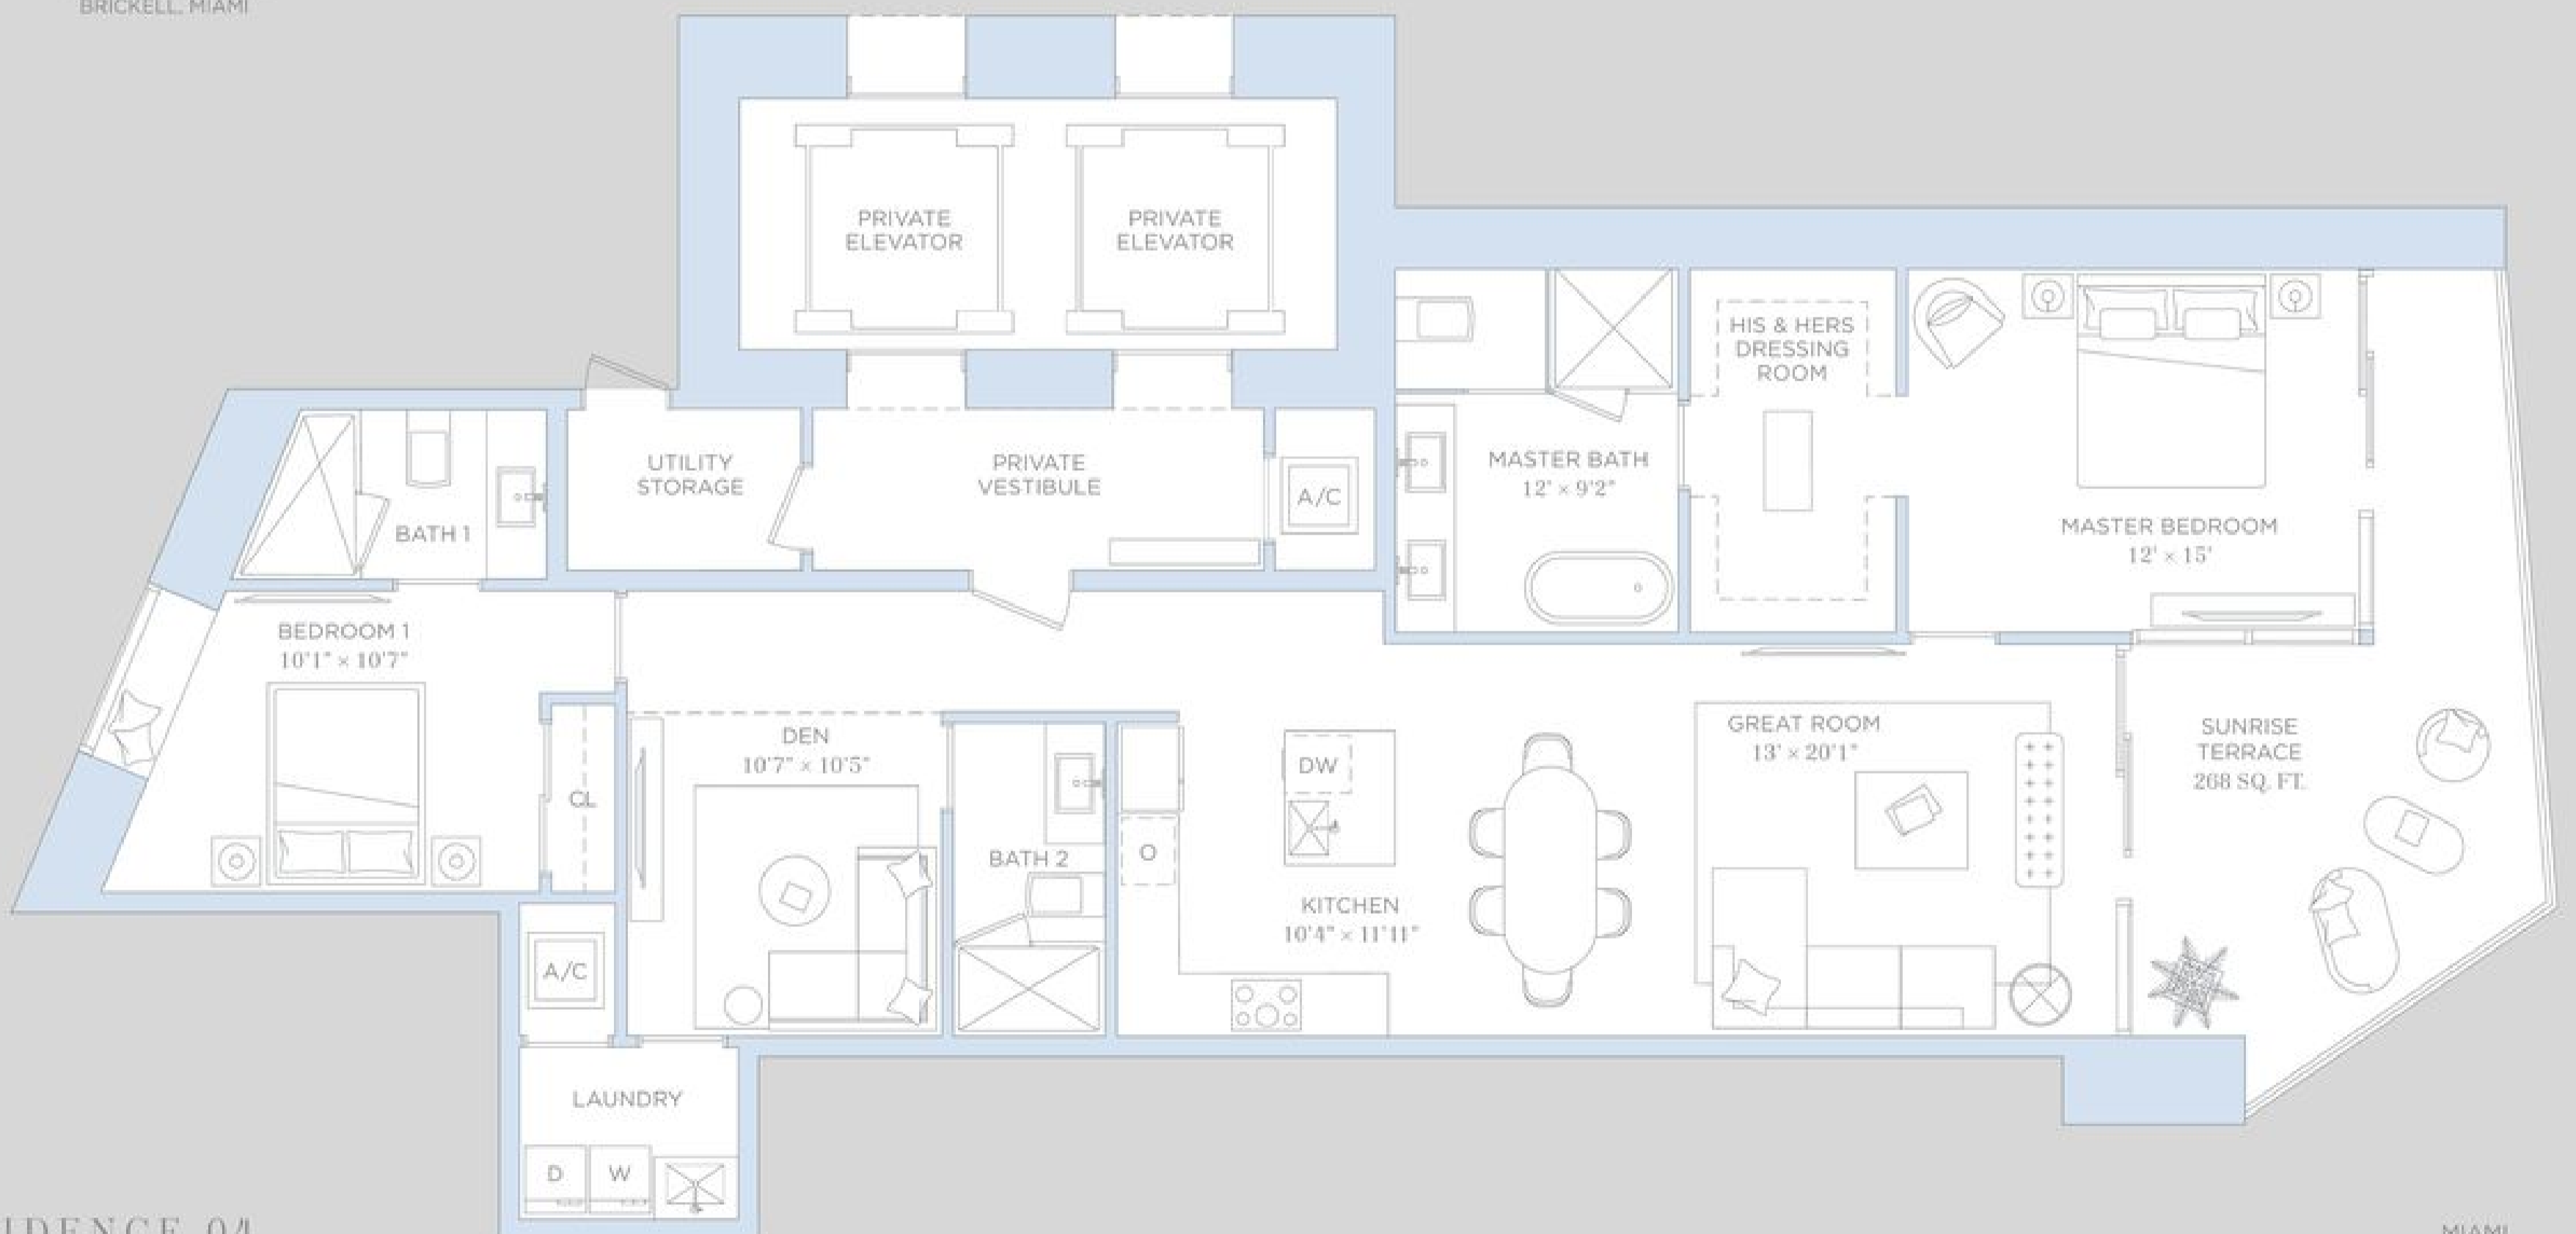 BRICKELL, MIAMI
PRIVATE
ELEVATOR
PRIVATE
ELEVATOR
HIS & HERS
DRESSING
ROOM
UTILITY
STORAGE
PRIVATE
VESTIBULE
A/C
MASTER BATH
12' × 9'2"
BATH 1
MASTER BEDROOM
12' × 15'
BEDROOM 1
10'1" × 10'7"
CL
DEN
10'7" × 10'5"
BATH 2
O
DW
KITCHEN
10'4" × 11'11"
GREAT ROOM
13' × 20'1"
SUNRISE
TERRACE
268 SQ. FT.
A/C
LAUNDRY
D
W
IDENCE 04
MIAMI